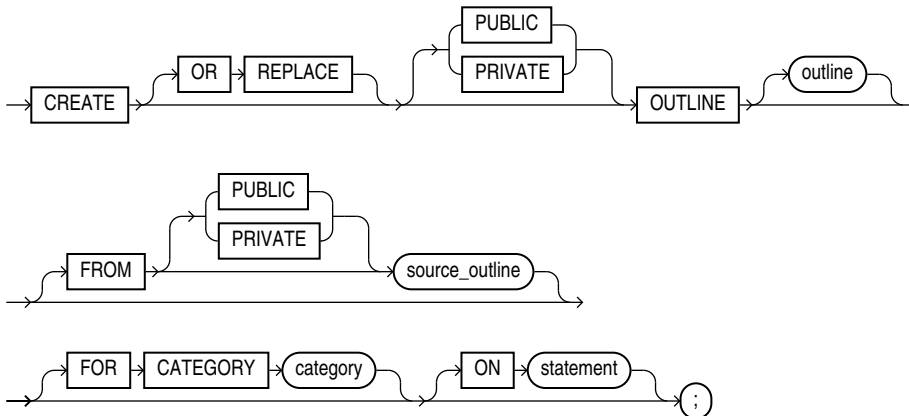 PUBLIC
OR REPLACE PRIVATE outline
CREATE OUTLINE
PUBLIC
PRIVATE
FROM source_outline
FOR CATEGORY category ON statement
;